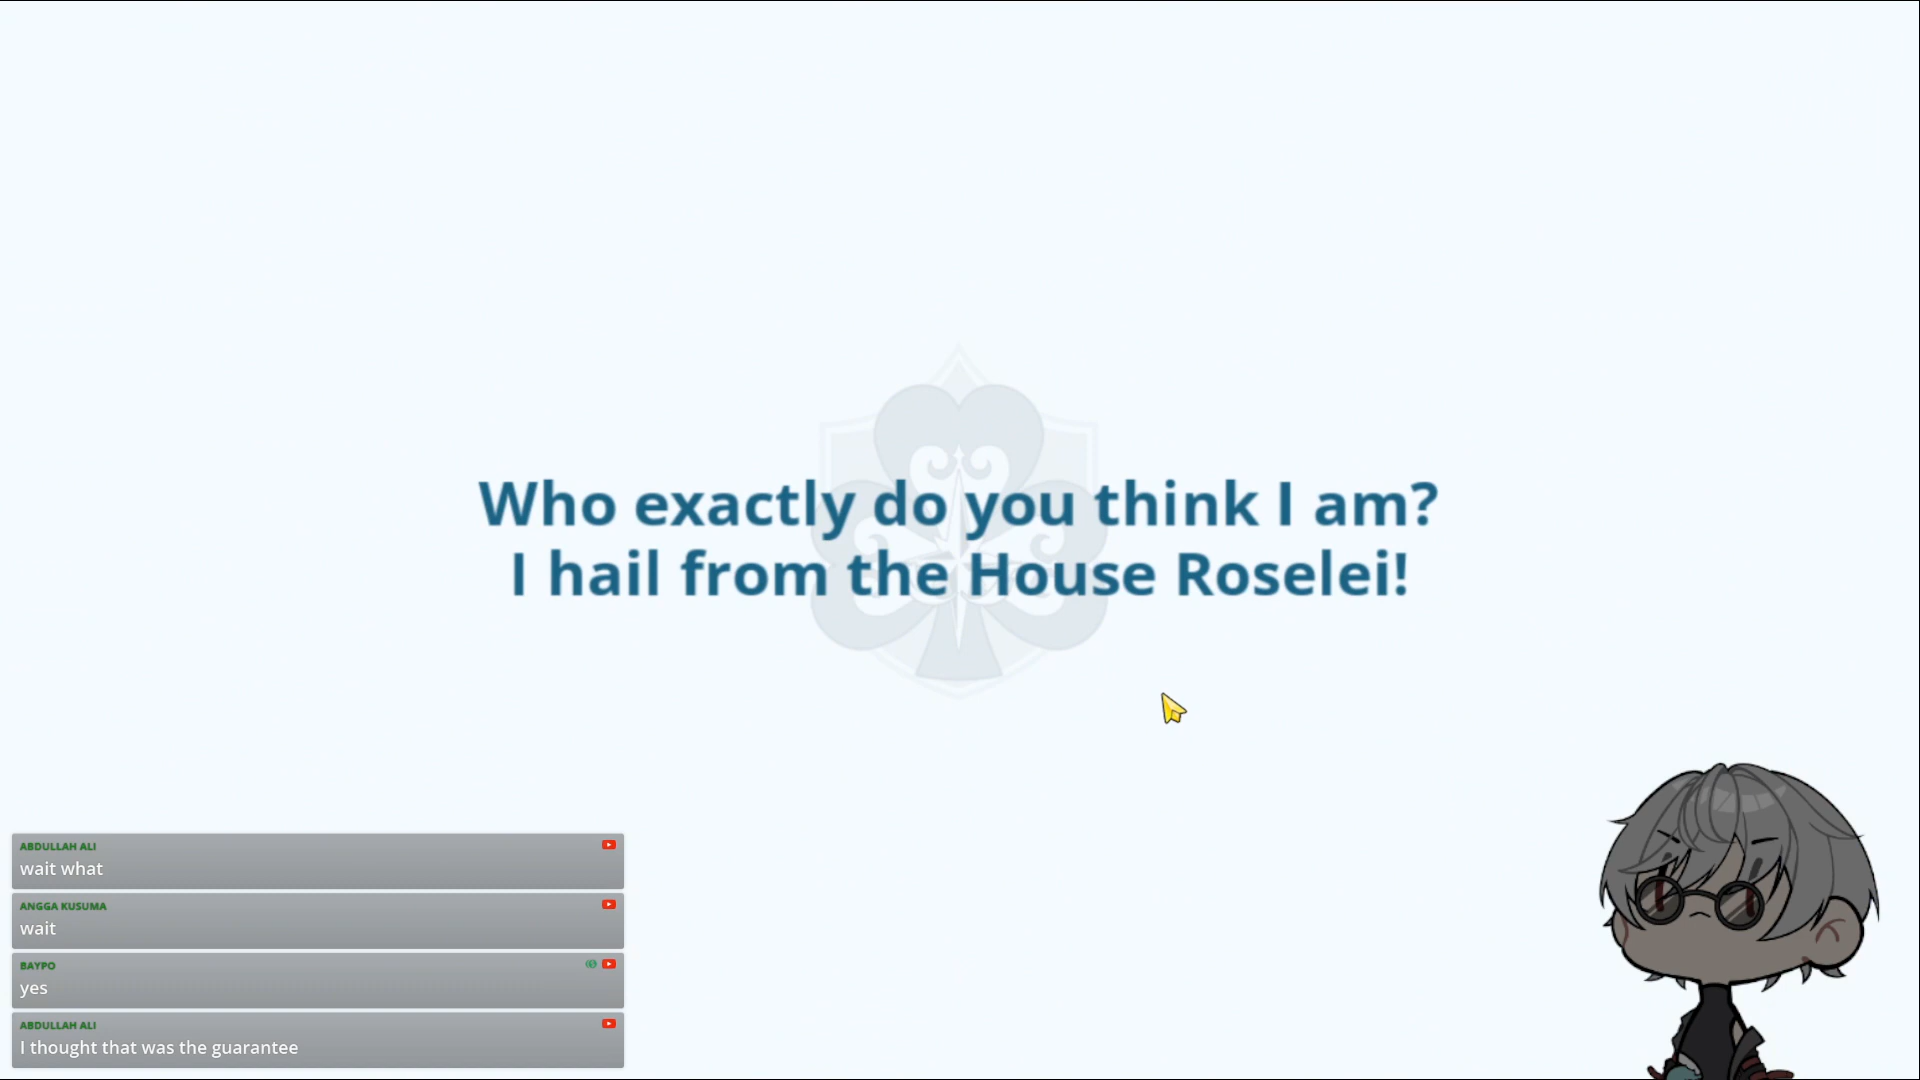 Who exactly do you think I am?
I hail from the House Roselei!
ABDULLAH ALI
wait what
ANGGA KUSUMA
wait
BAYPO
yes
ABDULLAH ALI
I thought that was the guarantee